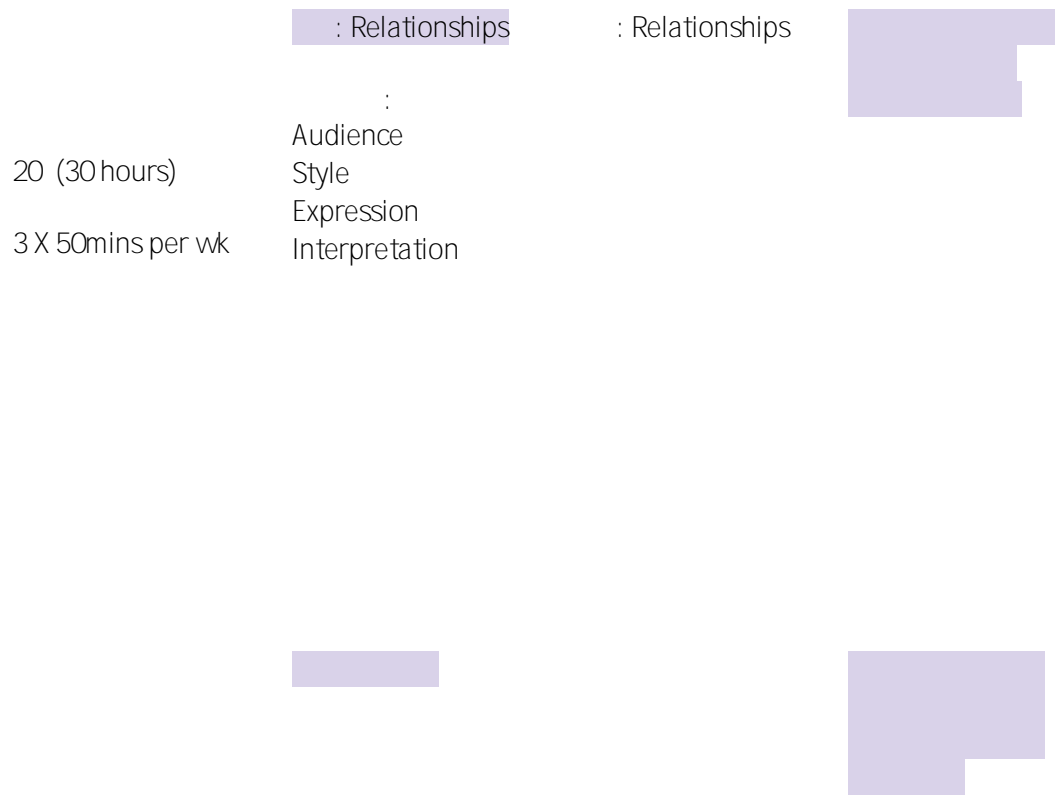 : Relationships
: Relationships
:
Audience
20 (30 hours)
Style
Expression
3 X 50mins per wk
Interpretation